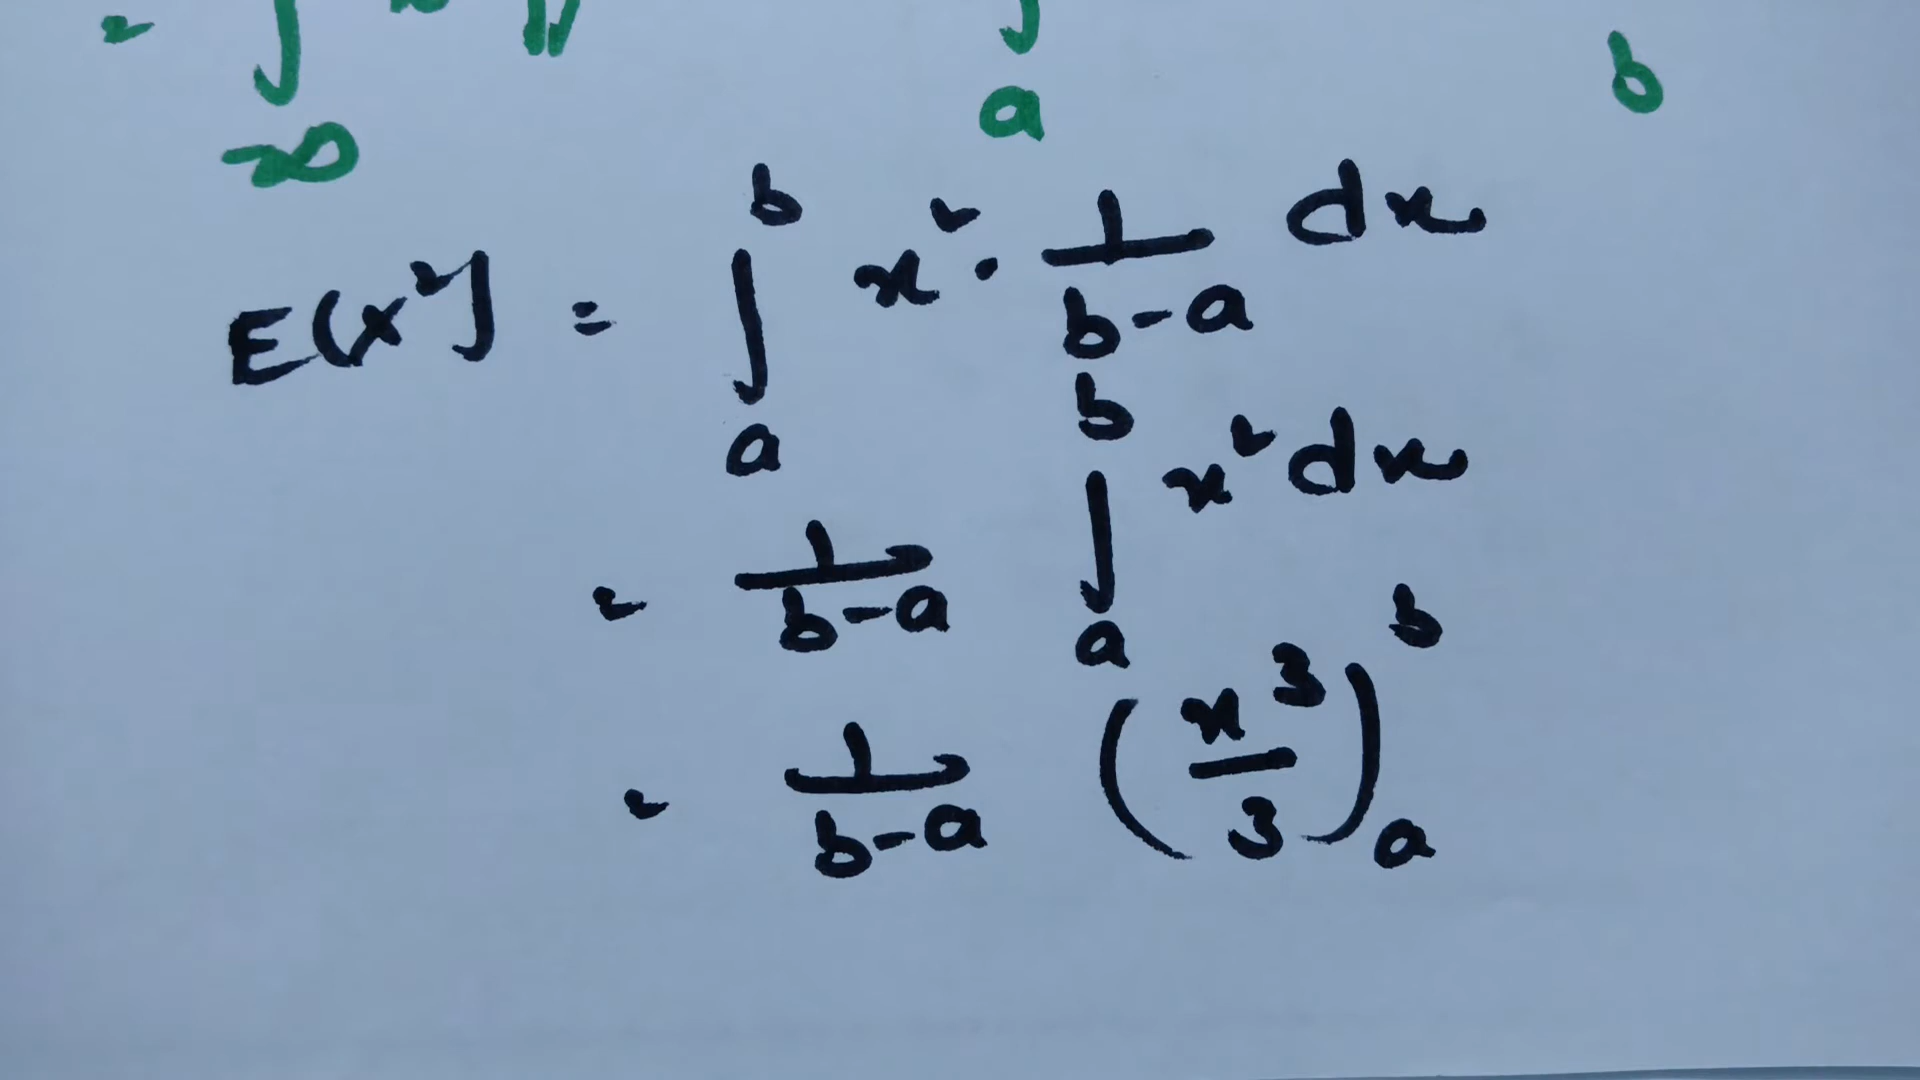 = ∫
a b
-∞
E(x²) = ∫ₐᵇ x² · 1/(b-a) dx
= 1/(b-a) ∫ₐᵇ x² dx
= 1/(b-a) (x³/3)ₐᵇ